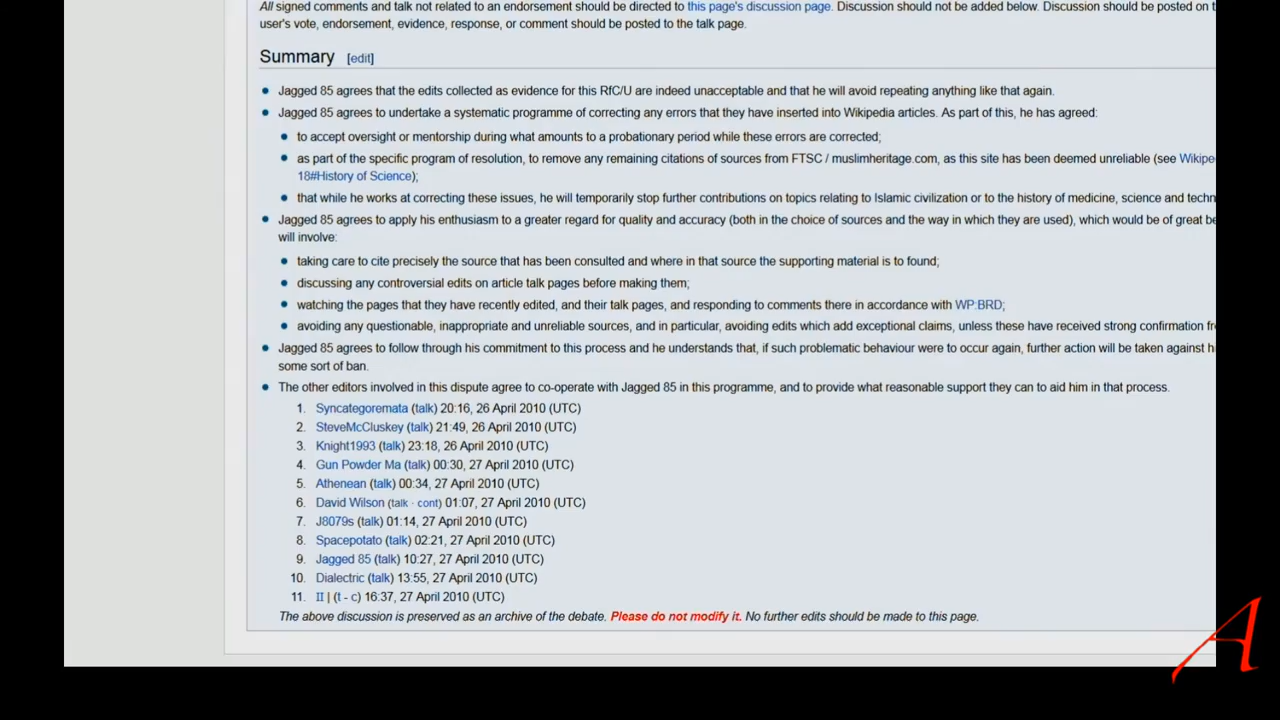 All signed comments and talk not related to an endorsement should be directed to this page's discussion page. Discussion should not be added below. Discussion should be posted on t
user's vote, endorsement, evidence, response, or comment should be posted to the talk page.
Summary [edit]
Jagged 85 agrees that the edits collected as evidence for this RfC/U are indeed unacceptable and that he will avoid repeating anything like that again.
Jagged 85 agrees to undertake a systematic programme of correcting any errors that they have inserted into Wikipedia articles. As part of this, he has agreed:
to accept oversight or mentorship during what amounts to a probationary period while these errors are corrected;
as part of the specific program of resolution, to remove any remaining citations of sources from FTSC / muslimheritage.com, as this site has been deemed unreliable (see Wikipe
18#History of Science);
that while he works at correcting these issues, he will temporarily stop further contributions on topics relating to Islamic civilization or to the history of medicine, science and techn
Jagged 85 agrees to apply his enthusiasm to a greater regard for quality and accuracy (both in the choice of sources and the way in which they are used), which would be of great be
will involve:
taking care to cite precisely the source that has been consulted and where in that source the supporting material is to found;
discussing any controversial edits on article talk pages before making them;
watching the pages that they have recently edited, and their talk pages, and responding to comments there in accordance with WP:BRD;
avoiding any questionable, inappropriate and unreliable sources, and in particular, avoiding edits which add exceptional claims, unless these have received strong confirmation fr
Jagged 85 agrees to follow through his commitment to this process and he understands that, if such problematic behaviour were to occur again, further action will be taken against h
some sort of ban.
The other editors involved in this dispute agree to co-operate with Jagged 85 in this programme, and to provide what reasonable support they can to aid him in that process.
1. Syncategoremata (talk) 20:16, 26 April 2010 (UTC)
2. SteveMcCluskey (talk) 21:49, 26 April 2010 (UTC)
3. Knight1993 (talk) 23:18, 26 April 2010 (UTC)
4. Gun Powder Ma (talk) 00:30, 27 April 2010 (UTC)
5. Athenean (talk) 00:34, 27 April 2010 (UTC)
6. David Wilson (talk · cont) 01:07, 27 April 2010 (UTC)
7. J8079s (talk) 01:14, 27 April 2010 (UTC)
8. Spacepotato (talk) 02:21, 27 April 2010 (UTC)
9. Jagged 85 (talk) 10:27, 27 April 2010 (UTC)
10. Dialectric (talk) 13:55, 27 April 2010 (UTC)
11. II | (t - c) 16:37, 27 April 2010 (UTC)
The above discussion is preserved as an archive of the debate. Please do not modify it. No further edits should be made to this page.
A